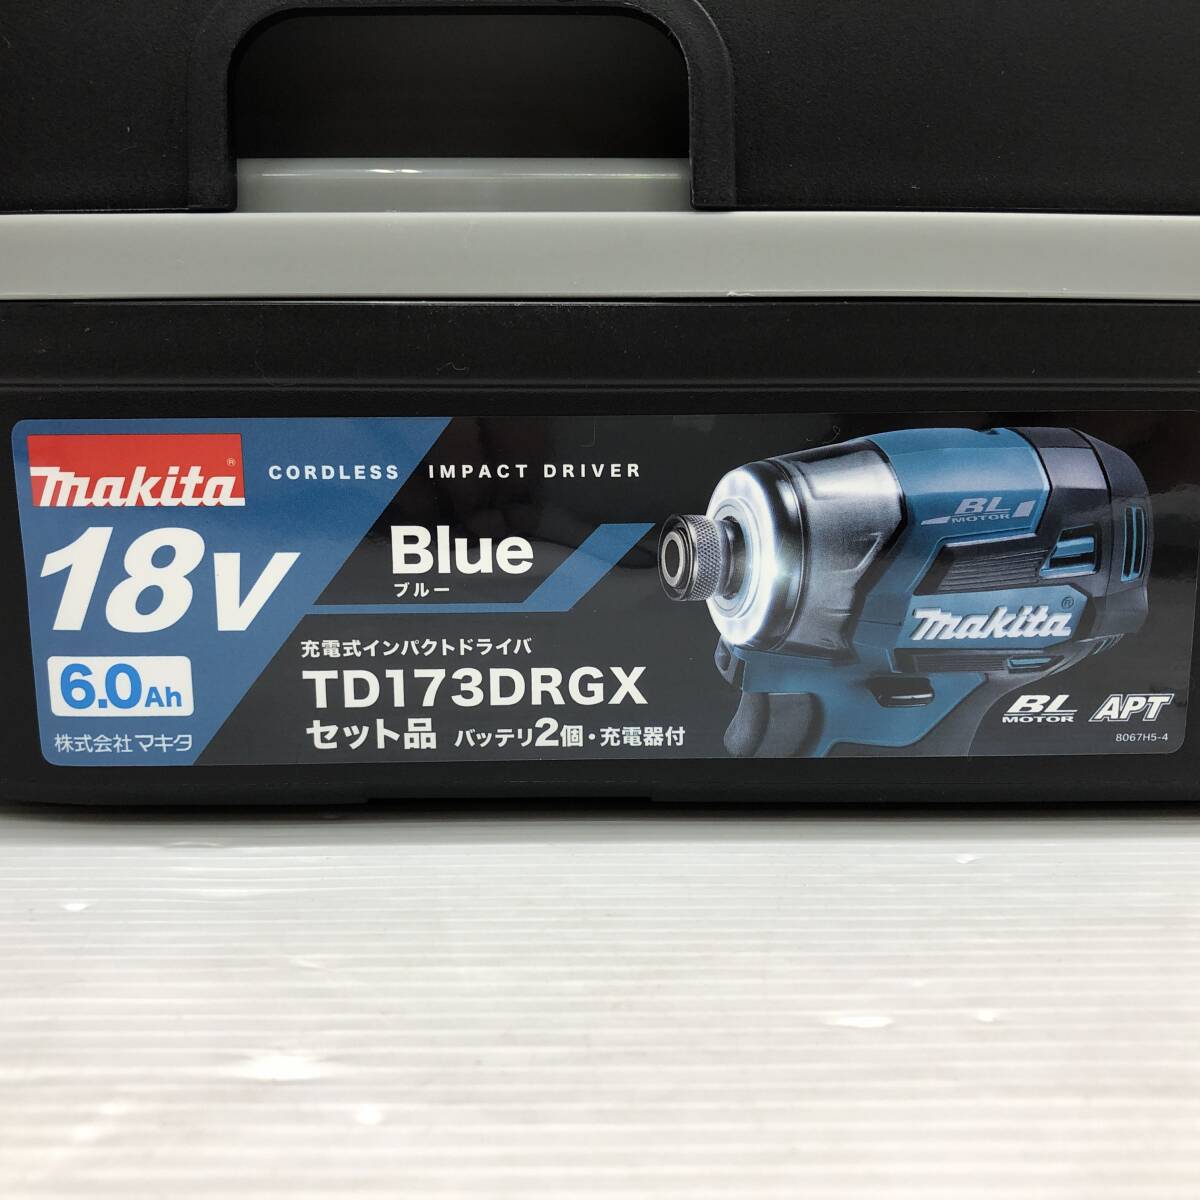 makita®
CORDLESS IMPACT DRIVER
18V
Blue
ブルー
6.0Ah
株式会社マキタ
充電式インパクトドライバ
TD173DRGX
セット品 バッテリ2個・充電器付
BL
MOTOR
makita®
BL
MOTOR
APT
8067H5-4